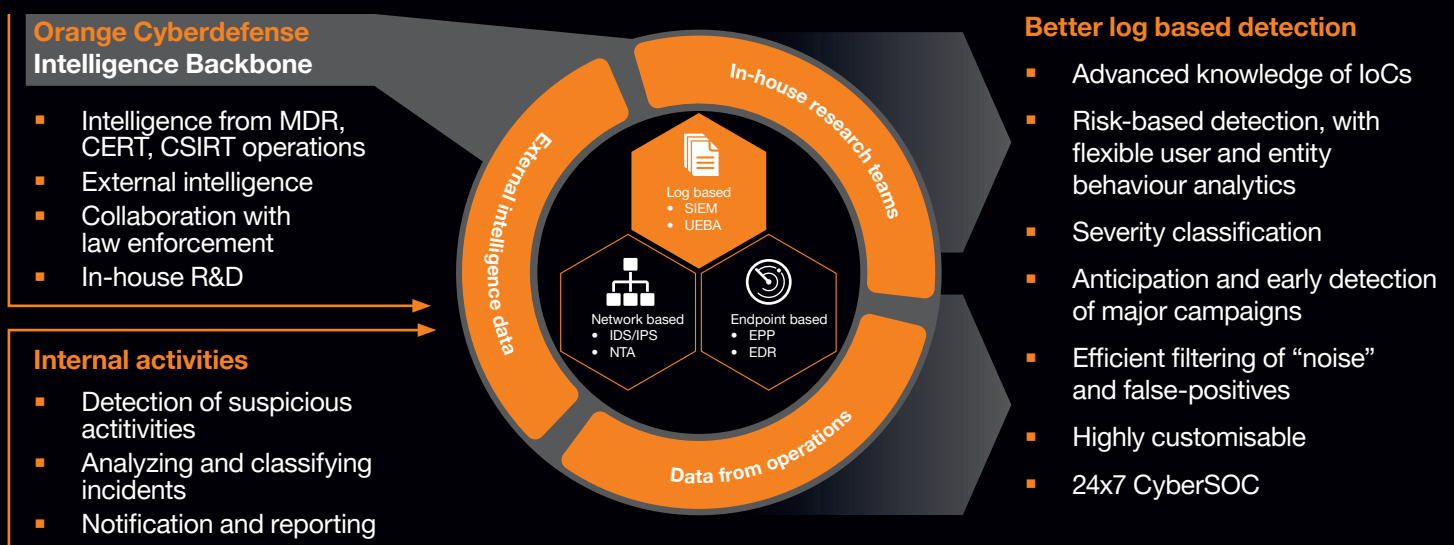 Orange Cyberdefense
Intelligence Backbone
▪ Intelligence from MDR,
CERT, CSIRT operations
▪ External intelligence
▪ Collaboration with
law enforcement
▪ In-house R&D
Internal activities
▪ Detection of suspicious
actitivities
▪ Analyzing and classifying
incidents
▪ Notification and reporting
External intelligence data
In-house research teams
Data from operations
Log based
• SIEM
• UEBA
Network based
• IDS/IPS
• NTA
Endpoint based
• EPP
• EDR
Better log based detection
▪ Advanced knowledge of IoCs
▪ Risk-based detection, with
flexible user and entity
behaviour analytics
▪ Severity classification
▪ Anticipation and early detection
of major campaigns
▪ Efficient filtering of “noise”
and false-positives
▪ Highly customisable
▪ 24x7 CyberSOC